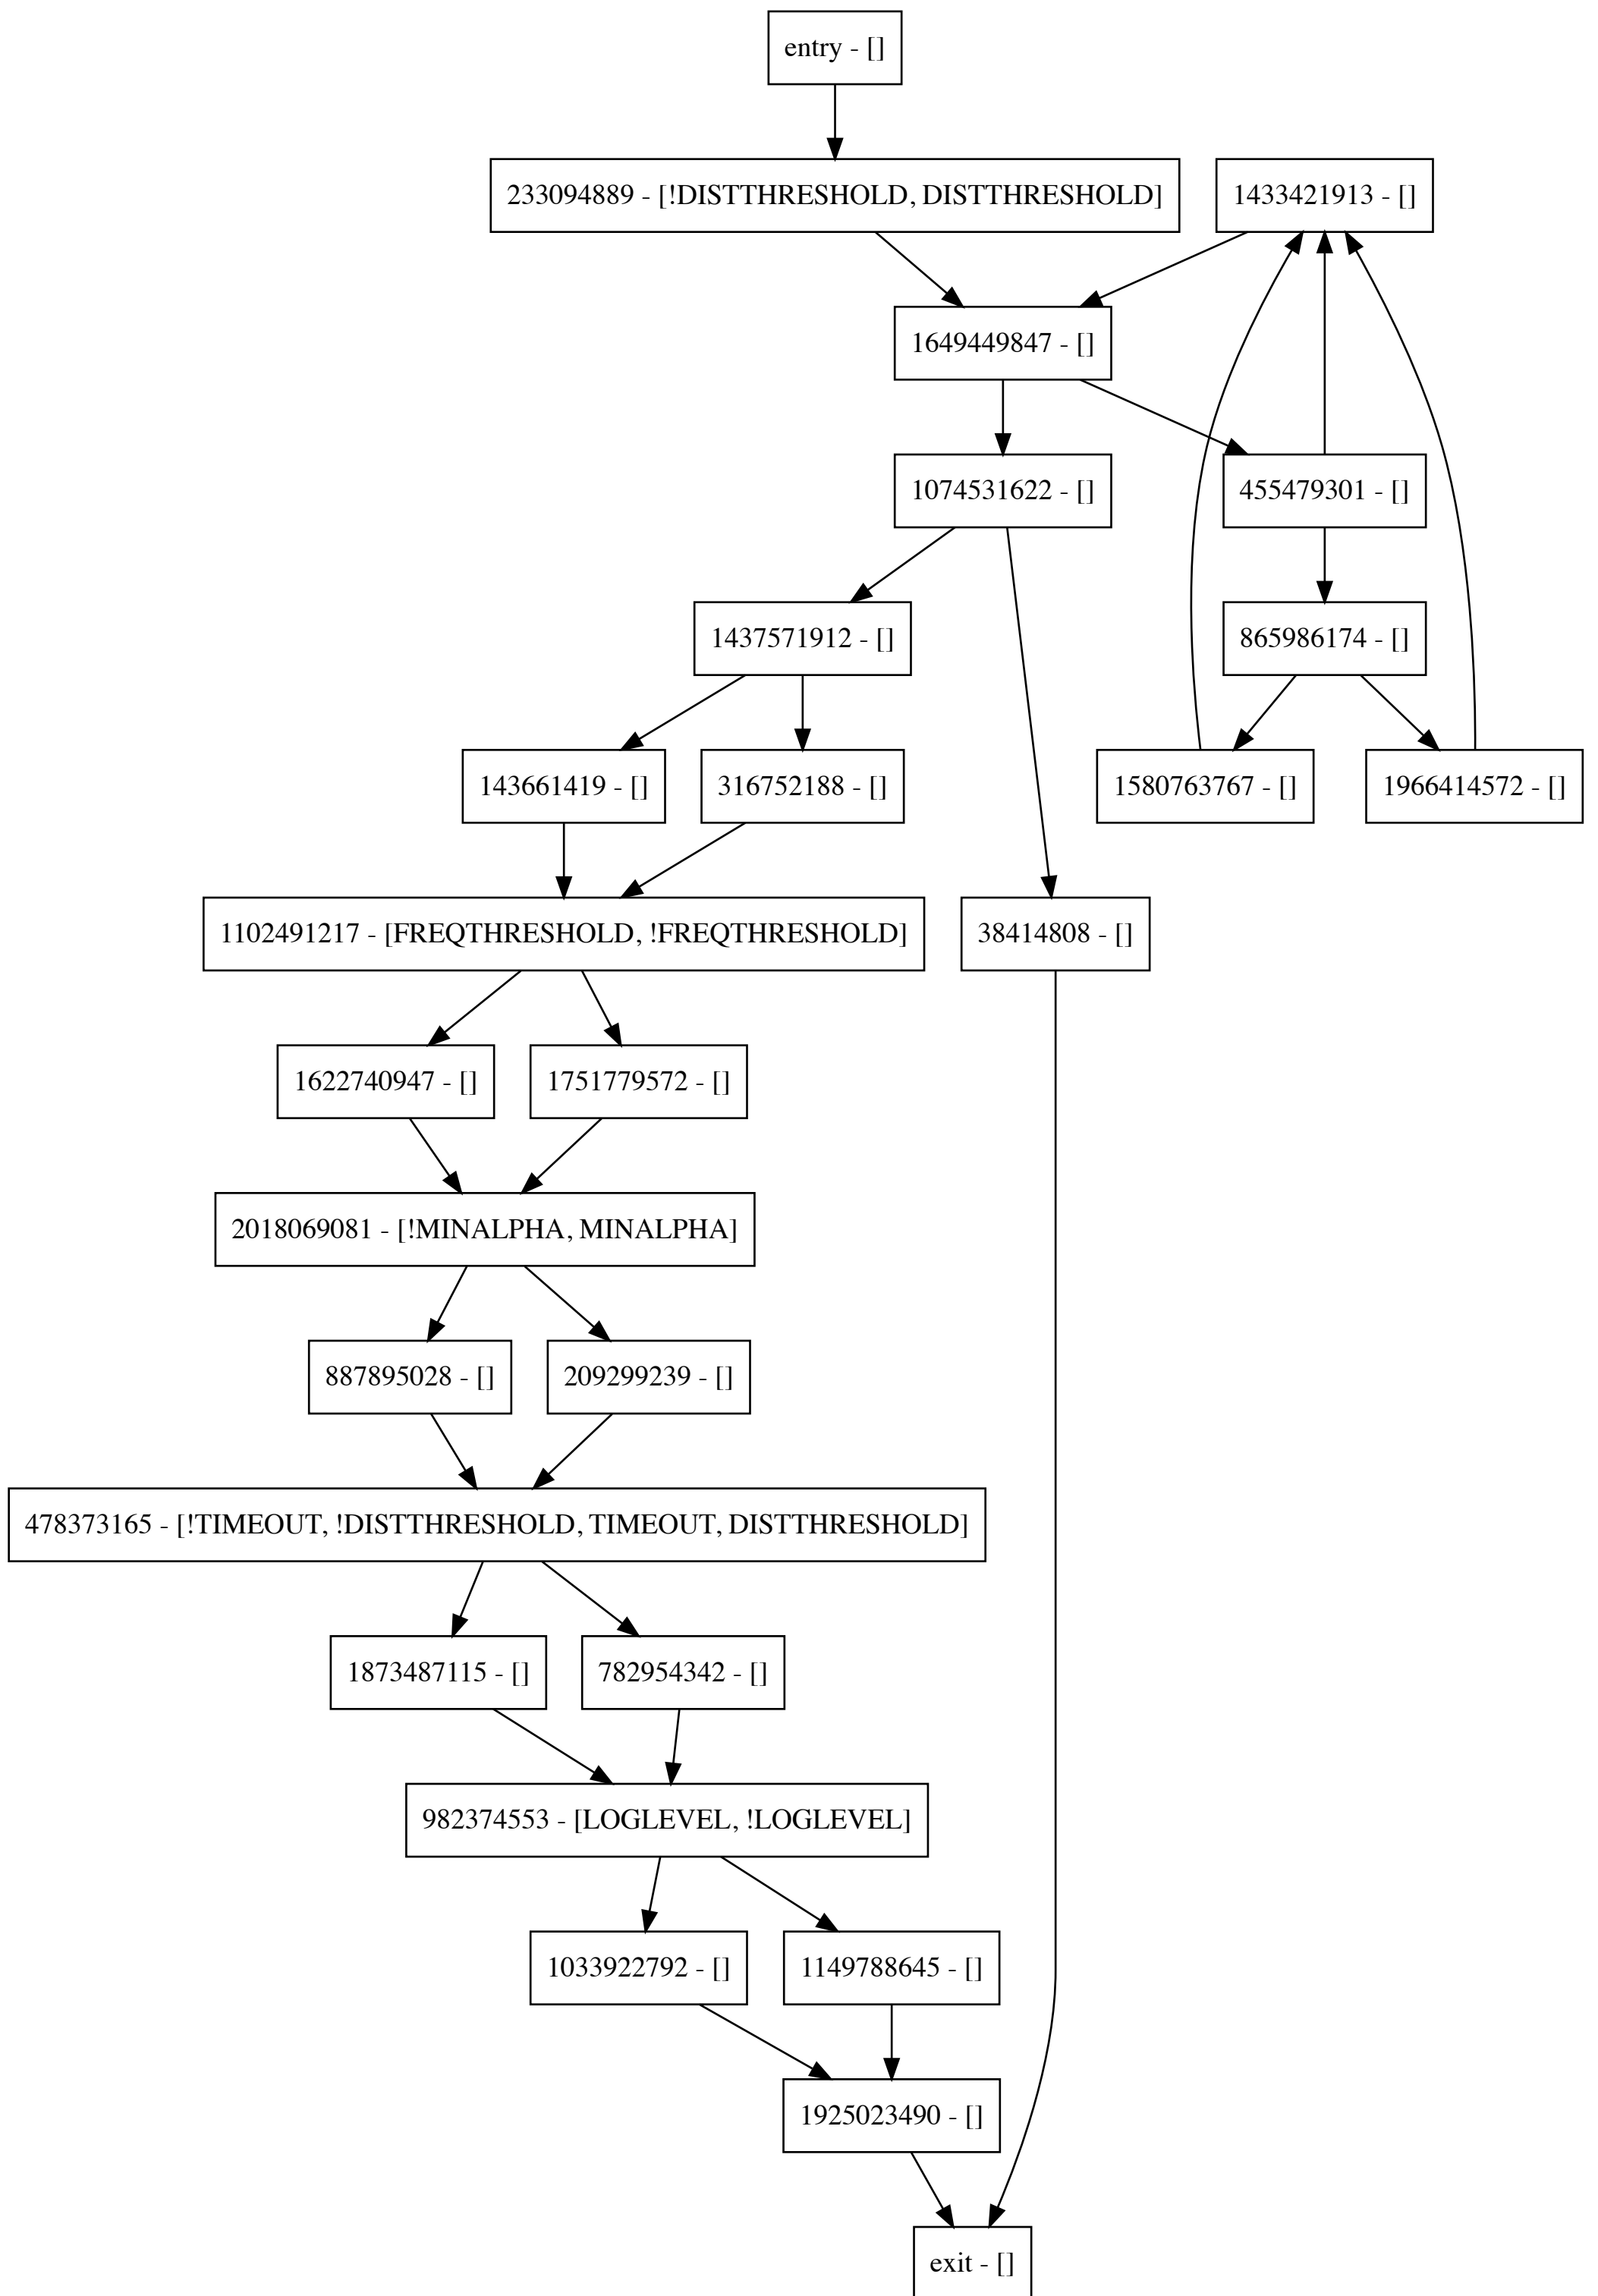 entry - []
233094889 - [!DISTTHRESHOLD, DISTTHRESHOLD]
1433421913 - []
1649449847 - []
1074531622 - []
455479301 - []
1437571912 - []
865986174 - []
143661419 - []
316752188 - []
1580763767 - []
1966414572 - []
1102491217 - [FREQTHRESHOLD, !FREQTHRESHOLD]
38414808 - []
1622740947 - []
1751779572 - []
2018069081 - [!MINALPHA, MINALPHA]
887895028 - []
209299239 - []
478373165 - [!TIMEOUT, !DISTTHRESHOLD, TIMEOUT, DISTTHRESHOLD]
1873487115 - []
782954342 - []
982374553 - [LOGLEVEL, !LOGLEVEL]
1033922792 - []
1149788645 - []
1925023490 - []
exit - []